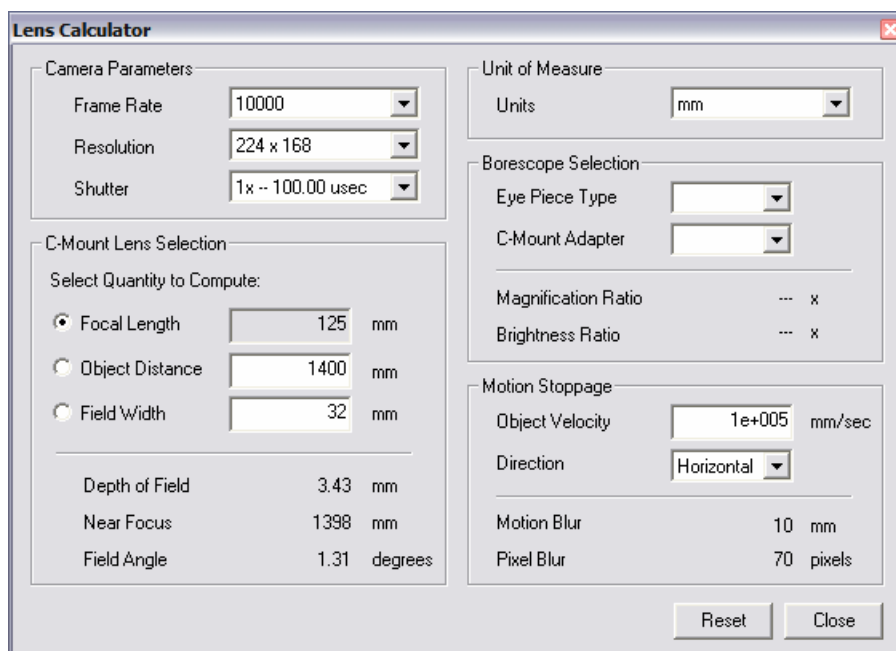 Lens Calculator
Camera Parameters
Frame Rate 10000
Resolution 224 x 168
Shutter 1x -- 100.00 usec
C-Mount Lens Selection
Select Quantity to Compute:
Focal Length 125 mm
Object Distance 1400 mm
Field Width 32 mm
Depth of Field 3.43 mm
Near Focus 1398 mm
Field Angle 1.31 degrees
Unit of Measure
Units mm
Borescope Selection
Eye Piece Type
C-Mount Adapter
Magnification Ratio --- x
Brightness Ratio --- x
Motion Stoppage
Object Velocity 1e+005 mm/sec
Direction Horizontal
Motion Blur 10 mm
Pixel Blur 70 pixels
Reset Close